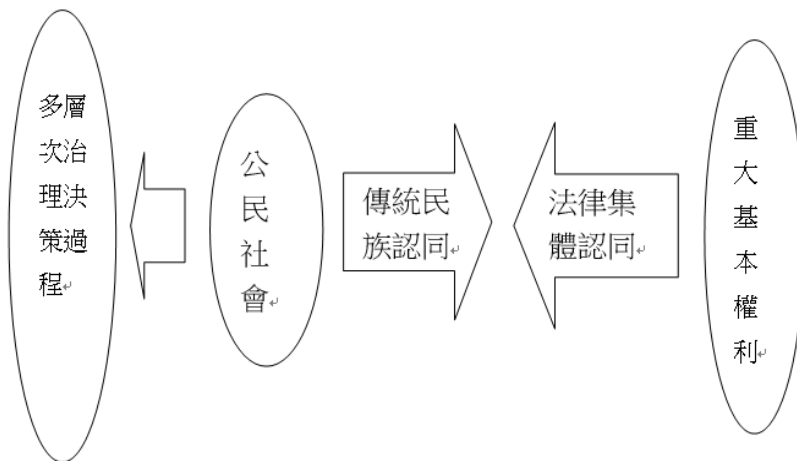 多層
次治
理決
策過
程
公
民
社
會
傳統民
族認同
法律集
體認同
重
大
基
本
權
利